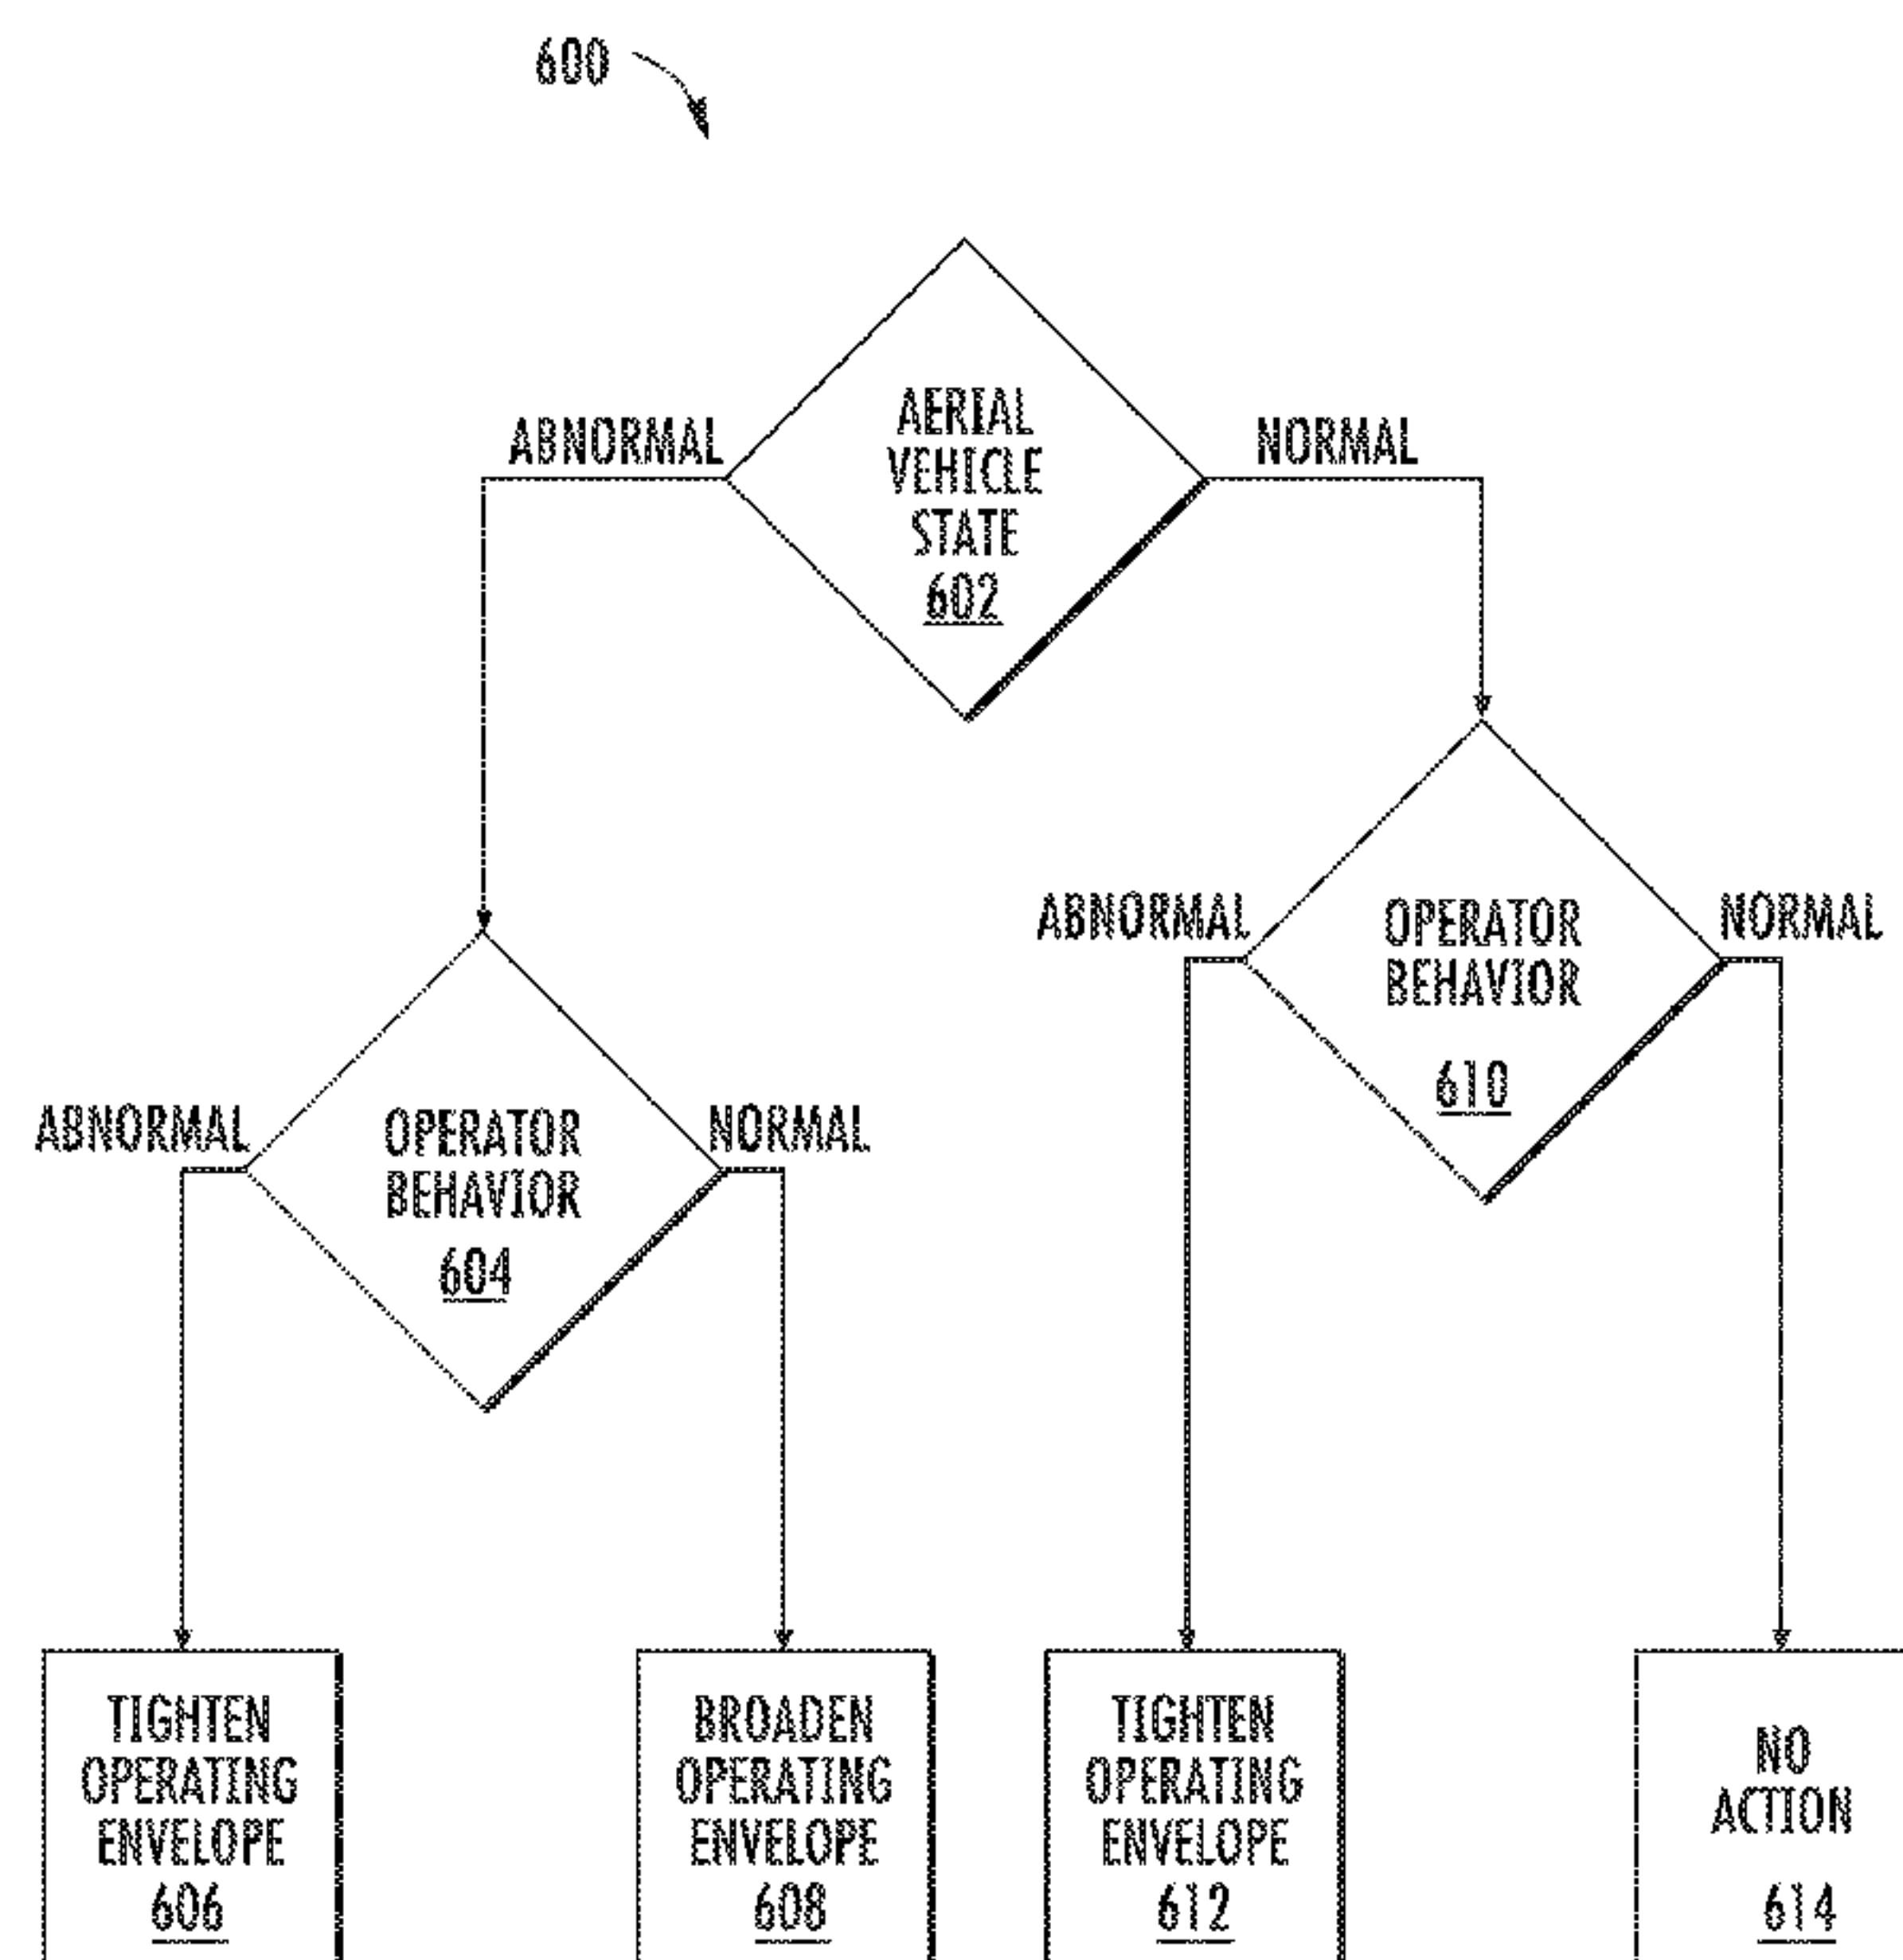 600
AERIAL
VEHICLE
STATE
602
ABNORMAL
NORMAL
OPERATOR
BEHAVIOR
610
ABNORMAL
NORMAL
OPERATOR
BEHAVIOR
604
ABNORMAL
NORMAL
TIGHTEN
OPERATING
ENVELOPE
606
BROADEN
OPERATING
ENVELOPE
608
TIGHTEN
OPERATING
ENVELOPE
612
NO
ACTION
614